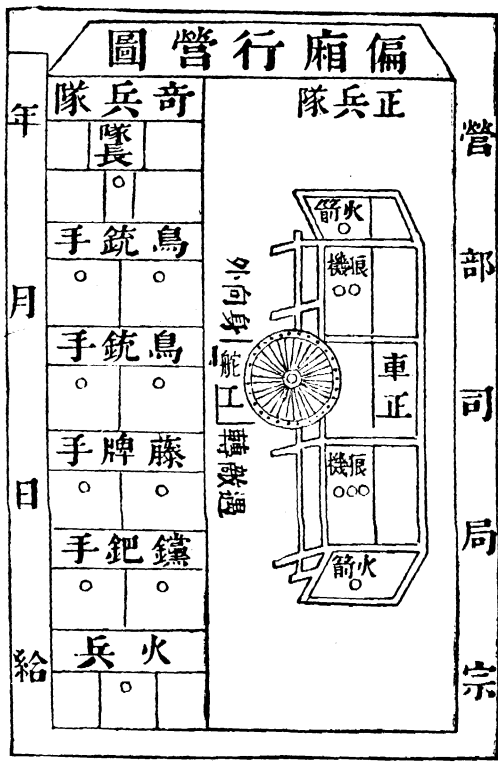 偏廂行營圖
營部司局宗
正兵隊
火箭
狼機
車正
狼機
火箭
遇敵轉身向外
舵工
奇兵隊
隊長
鳥銃手
鳥銃手
藤牌手
钂鈀手
火兵
年月日給